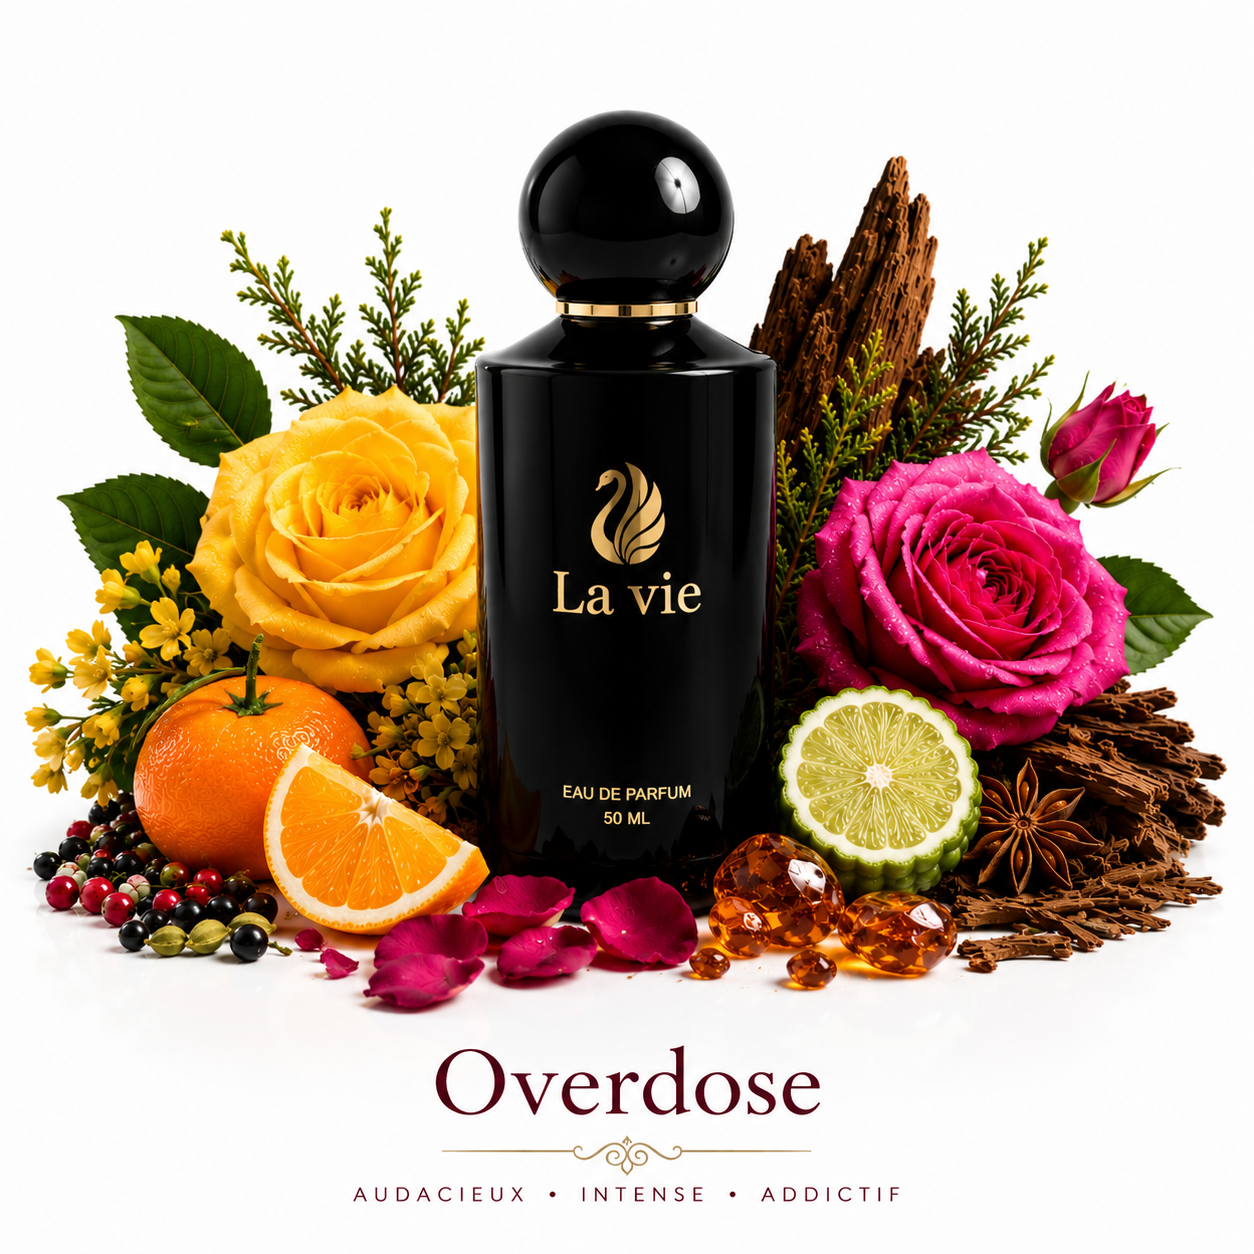 La vie
EAU DE PARFUM
50 ML
Overdose
AUDACIEUX • INTENSE • ADDICTIF